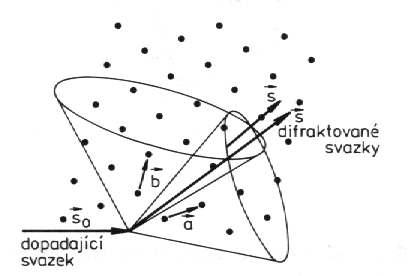 s
s
difraktované
svazky
b
s₀
a
dopadající
svazek